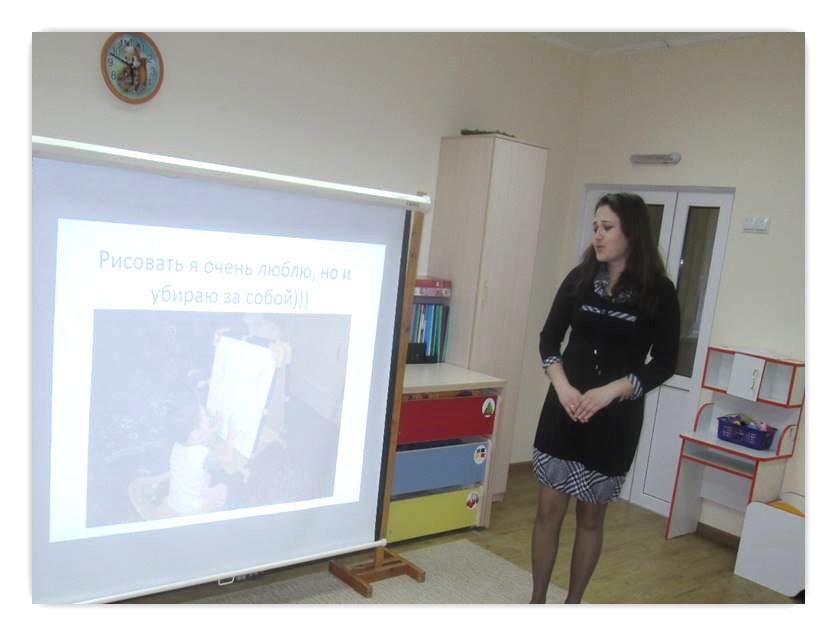 Рисовать я очень люблю, но и
убираю за собой)))